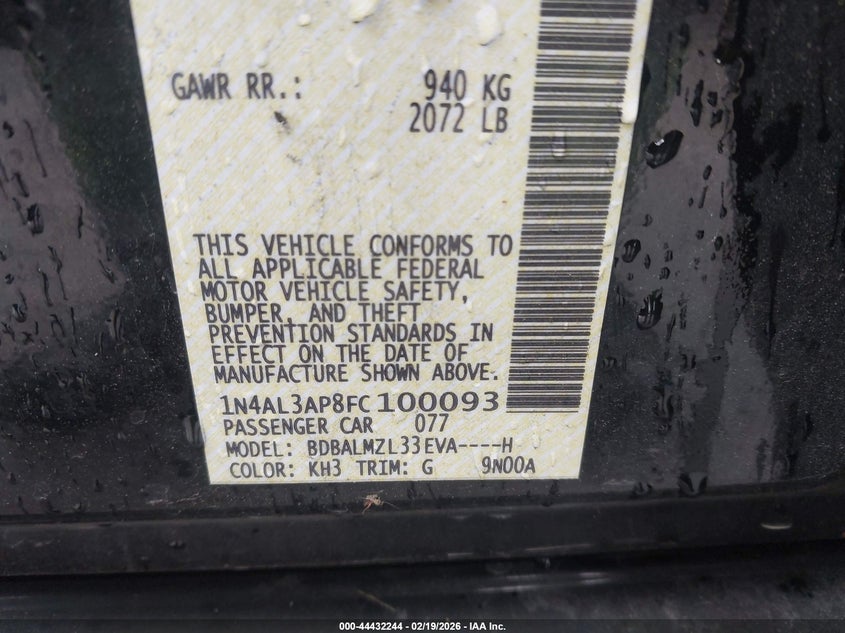 GAWR RR.: 940 KG
2072 LB
THIS VEHICLE CONFORMS TO
ALL APPLICABLE FEDERAL
MOTOR VEHICLE SAFETY,
BUMPER, AND THEFT
PREVENTION STANDARDS IN
EFFECT ON THE DATE OF
MANUFACTURE SHOWN ABOVE.
1N4AL3AP8FC100093
PASSENGER CAR 077
MODEL: BDBALMZL33EVA----H
COLOR: KH3 TRIM: G 9N00A
000-44432244 - 02/19/2026 - IAA Inc.